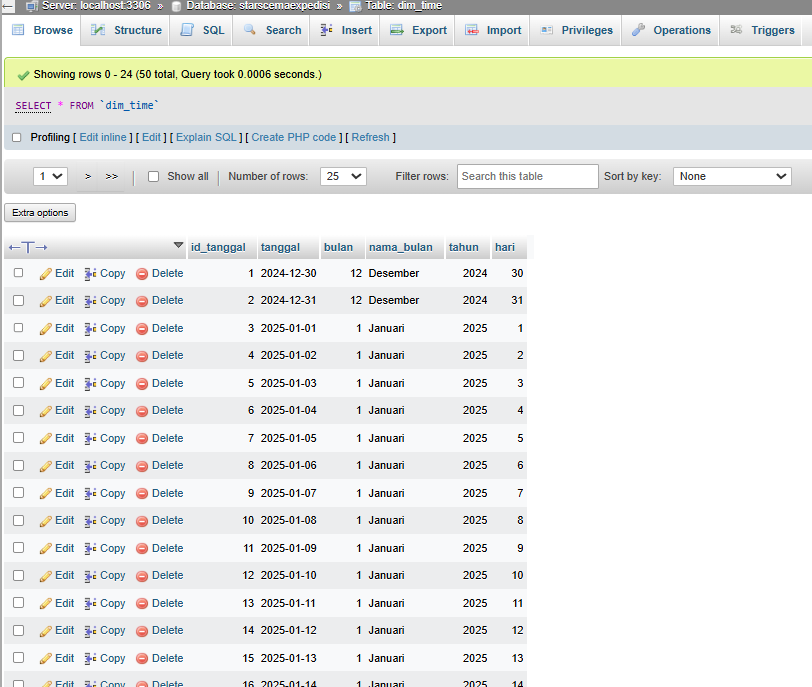 Server: localhost:3306 » Database: starscemaexpedisi » Table: dim_time
Browse Structure SQL Search Insert Export Import Privileges Operations Triggers
Showing rows 0 - 24 (50 total, Query took 0.0006 seconds.)
SELECT * FROM `dim_time`
Profiling [ Edit inline ] [ Edit ] [ Explain SQL ] [ Create PHP code ] [ Refresh ]
1 > >> Show all Number of rows: 25 Filter rows: Search this table Sort by key: None
Extra options
←T→ id_tanggal tanggal bulan nama_bulan tahun hari
Edit Copy Delete 1 2024-12-30 12 Desember 2024 30
Edit Copy Delete 2 2024-12-31 12 Desember 2024 31
Edit Copy Delete 3 2025-01-01 1 Januari 2025 1
Edit Copy Delete 4 2025-01-02 1 Januari 2025 2
Edit Copy Delete 5 2025-01-03 1 Januari 2025 3
Edit Copy Delete 6 2025-01-04 1 Januari 2025 4
Edit Copy Delete 7 2025-01-05 1 Januari 2025 5
Edit Copy Delete 8 2025-01-06 1 Januari 2025 6
Edit Copy Delete 9 2025-01-07 1 Januari 2025 7
Edit Copy Delete 10 2025-01-08 1 Januari 2025 8
Edit Copy Delete 11 2025-01-09 1 Januari 2025 9
Edit Copy Delete 12 2025-01-10 1 Januari 2025 10
Edit Copy Delete 13 2025-01-11 1 Januari 2025 11
Edit Copy Delete 14 2025-01-12 1 Januari 2025 12
Edit Copy Delete 15 2025-01-13 1 Januari 2025 13
Edit Copy Delete 16 2025-01-14 1 Januari 2025 14